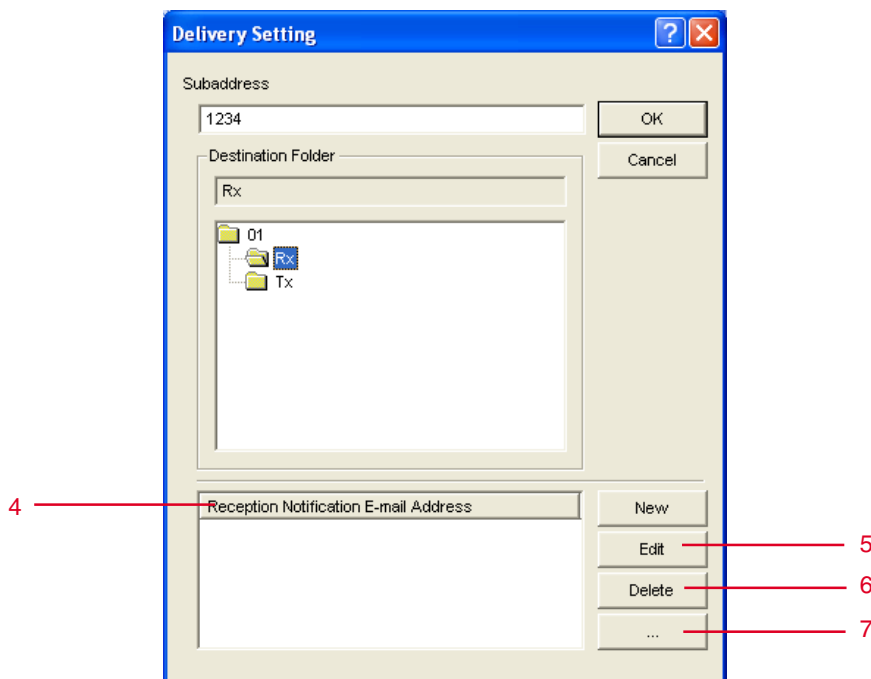 Delivery Setting
Subaddress
1234
OK
Destination Folder
Cancel
Rx
01
Rx
Tx
4
Reception Notification E-mail Address
New
Edit
5
Delete
6
...
7